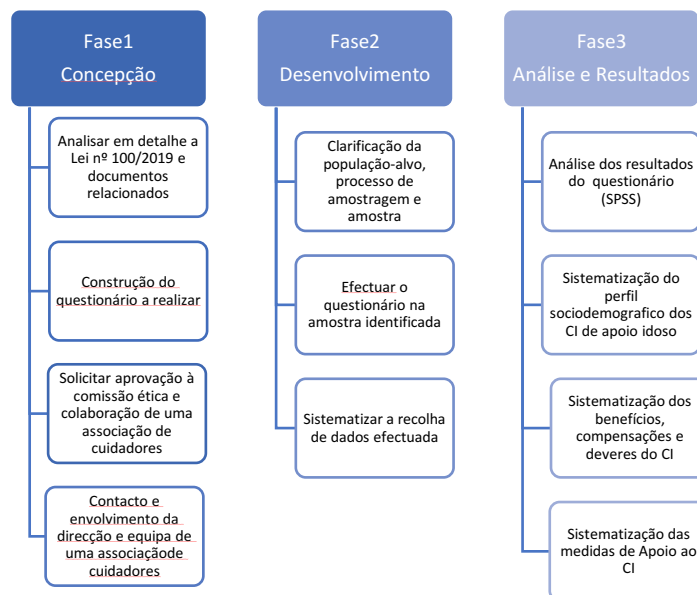 Fase1
Concepção
Analisar em detalhe a
Lei nº 100/2019 e
documentos
relacionados
Construção do
questionário a realizar
Solicitar aprovação à
comissão ética e
colaboração de uma
associação de
cuidadores
Contacto e
envolvimento da
direcção e equipa de
uma associaçãode
cuidadores
Fase2
Desenvolvimento
Clarificação da
população-alvo,
processo de
amostragem e
amostra
Efectuar o
questionário na
amostra identificada
Sistematizar a recolha
de dados efectuada
Fase3
Análise e Resultados
Análise dos resultados
do questionário
(SPSS)
Sistematização do
perfil
sociodemografico dos
CI de apoio idoso
Sistematização dos
benefícios,
compensações e
deveres do CI
Sistematização das
medidas de Apoio ao
CI